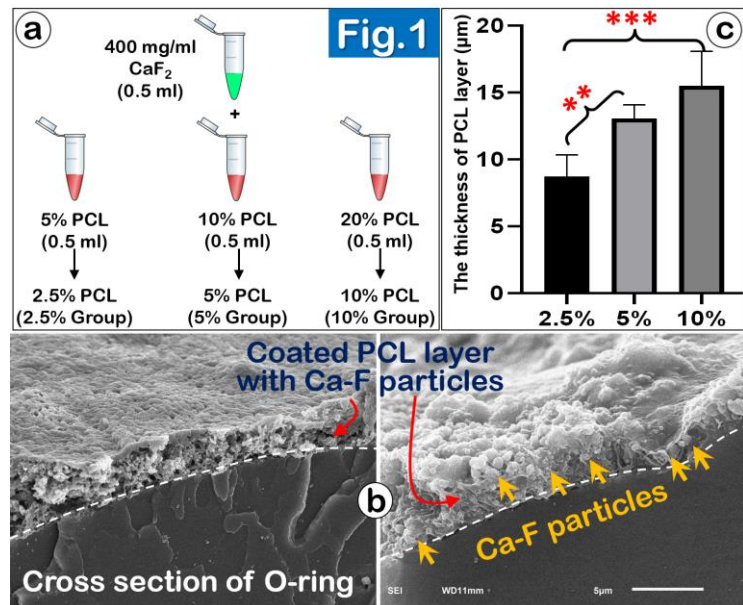 a
Fig.1
400 mg/ml
CaF₂
(0.5 ml)
+
5% PCL
(0.5 ml)
10% PCL
(0.5 ml)
20% PCL
(0.5 ml)
2.5% PCL
(2.5% Group)
5% PCL
(5% Group)
10% PCL
(10% Group)
c
The thickness of PCL layer (μm)
20
15
10
5
0
***
**
2.5% 5% 10%
Coated PCL layer
with Ca-F particles
b
Cross section of O-ring
Ca-F particles
SEI WD11mm 5μm